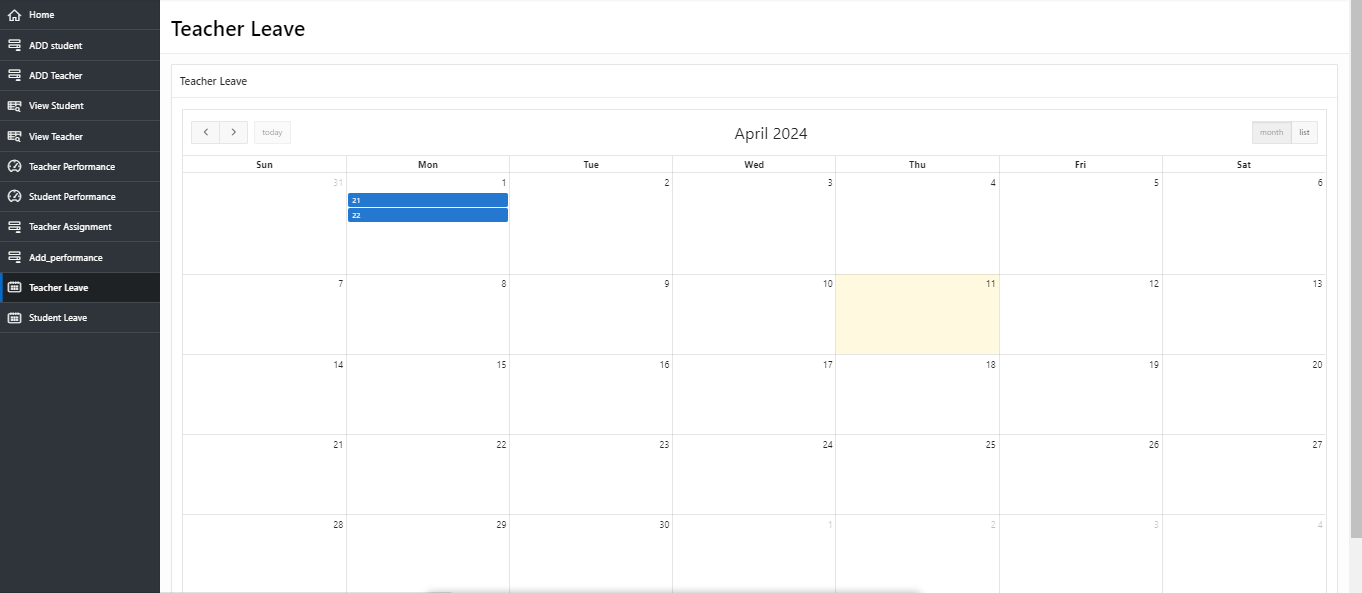 Home
ADD student
ADD Teacher
View Student
View Teacher
Teacher Performance
Student Performance
Teacher Assignment
Add_performance
Teacher Leave
Student Leave
Teacher Leave
Teacher Leave
today
April 2024
month list
Sun Mon Tue Wed Thu Fri Sat
31 1 2 3 4 5 6
21
22
7 8 9 10 11 12 13
14 15 16 17 18 19 20
21 22 23 24 25 26 27
28 29 30 1 2 3 4